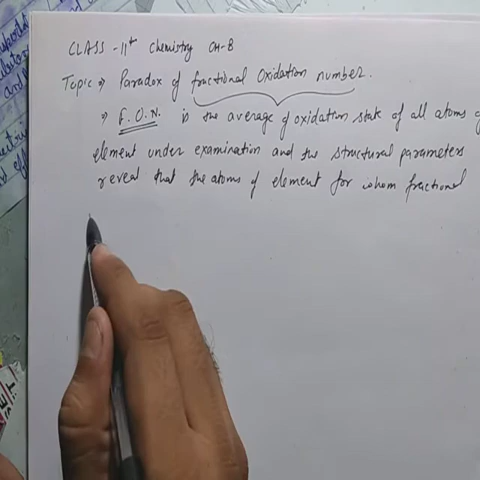 CLASS - 11th Chemistry CH-8
Topic ⇒ Paradox of fractional Oxidation number.
⇒ F.O.N. is the average of oxidation state of all atoms of
element under examination and the structural parameters
reveal that the atoms of element for whom fractional